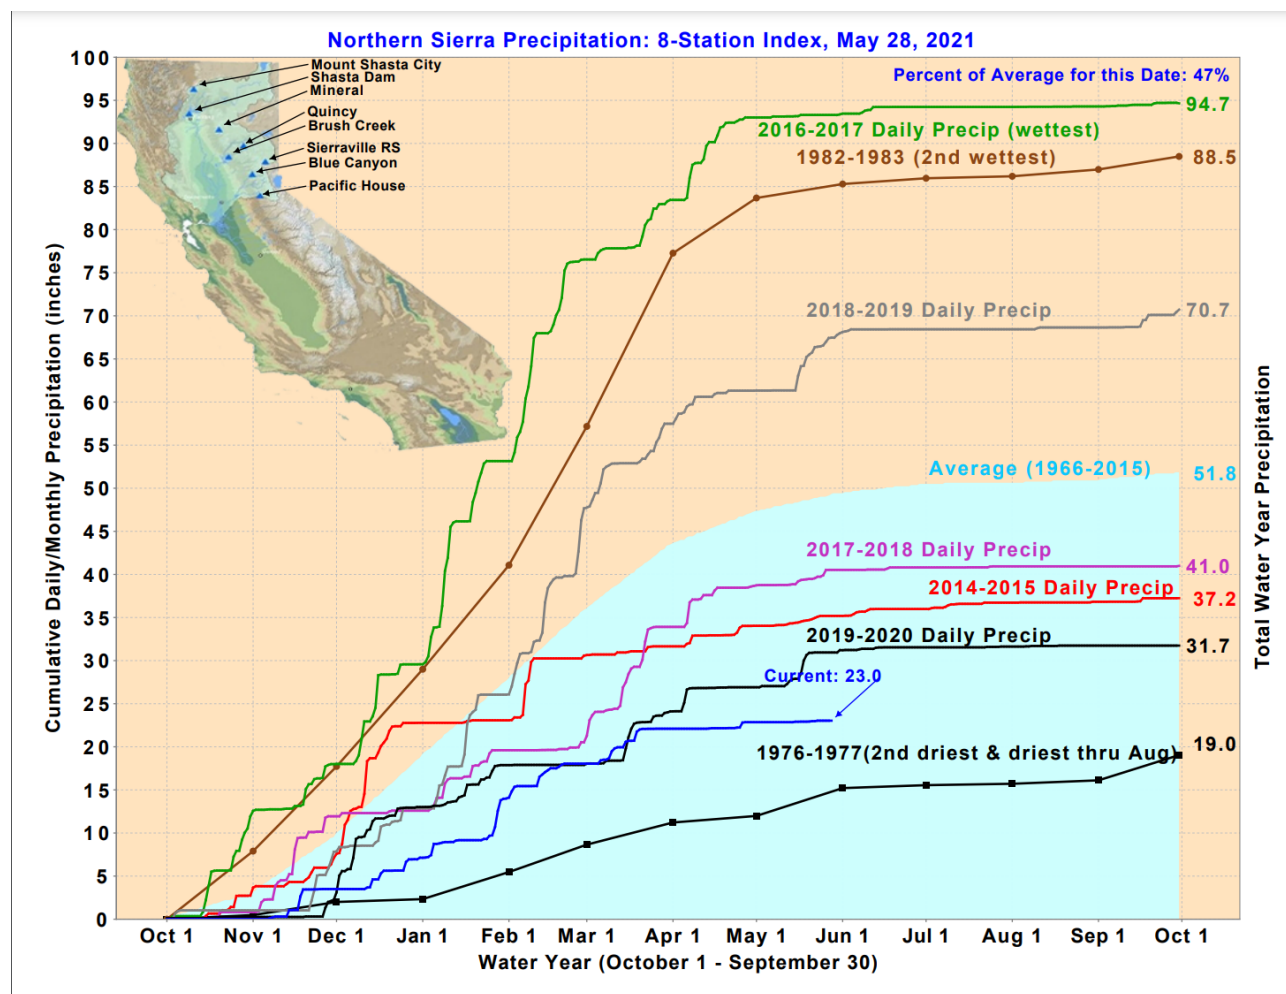 Northern Sierra Precipitation: 8-Station Index, May 28, 2021
Percent of Average for this Date: 47%
Mount Shasta City
Shasta Dam
Mineral
Quincy
Brush Creek
Sierraville RS
Blue Canyon
Pacific House
Cumulative Daily/Monthly Precipitation (inches)
100
95
90
85
80
75
70
65
60
55
50
45
40
35
30
25
20
15
10
5
0
2016-2017 Daily Precip (wettest)
94.7
1982-1983 (2nd wettest)
88.5
2018-2019 Daily Precip
70.7
Average (1966-2015)
51.8
2017-2018 Daily Precip
41.0
2014-2015 Daily Precip
37.2
2019-2020 Daily Precip
31.7
Current: 23.0
1976-1977(2nd driest & driest thru Aug)
19.0
Total Water Year Precipitation
Oct 1 Nov 1 Dec 1 Jan 1 Feb 1 Mar 1 Apr 1 May 1 Jun 1 Jul 1 Aug 1 Sep 1 Oct 1
Water Year (October 1 - September 30)